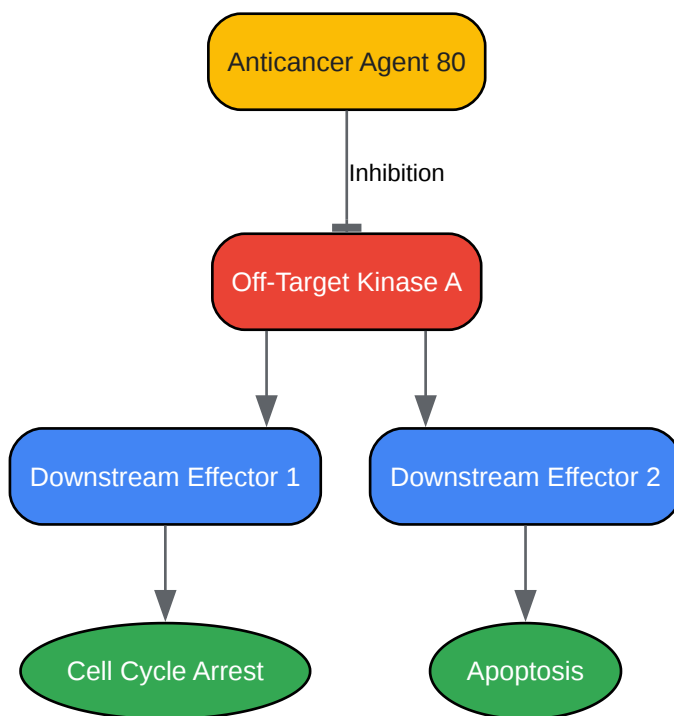 Anticancer Agent 80
Inhibition
Off-Target Kinase A
Downstream Effector 1
Downstream Effector 2
Cell Cycle Arrest
Apoptosis